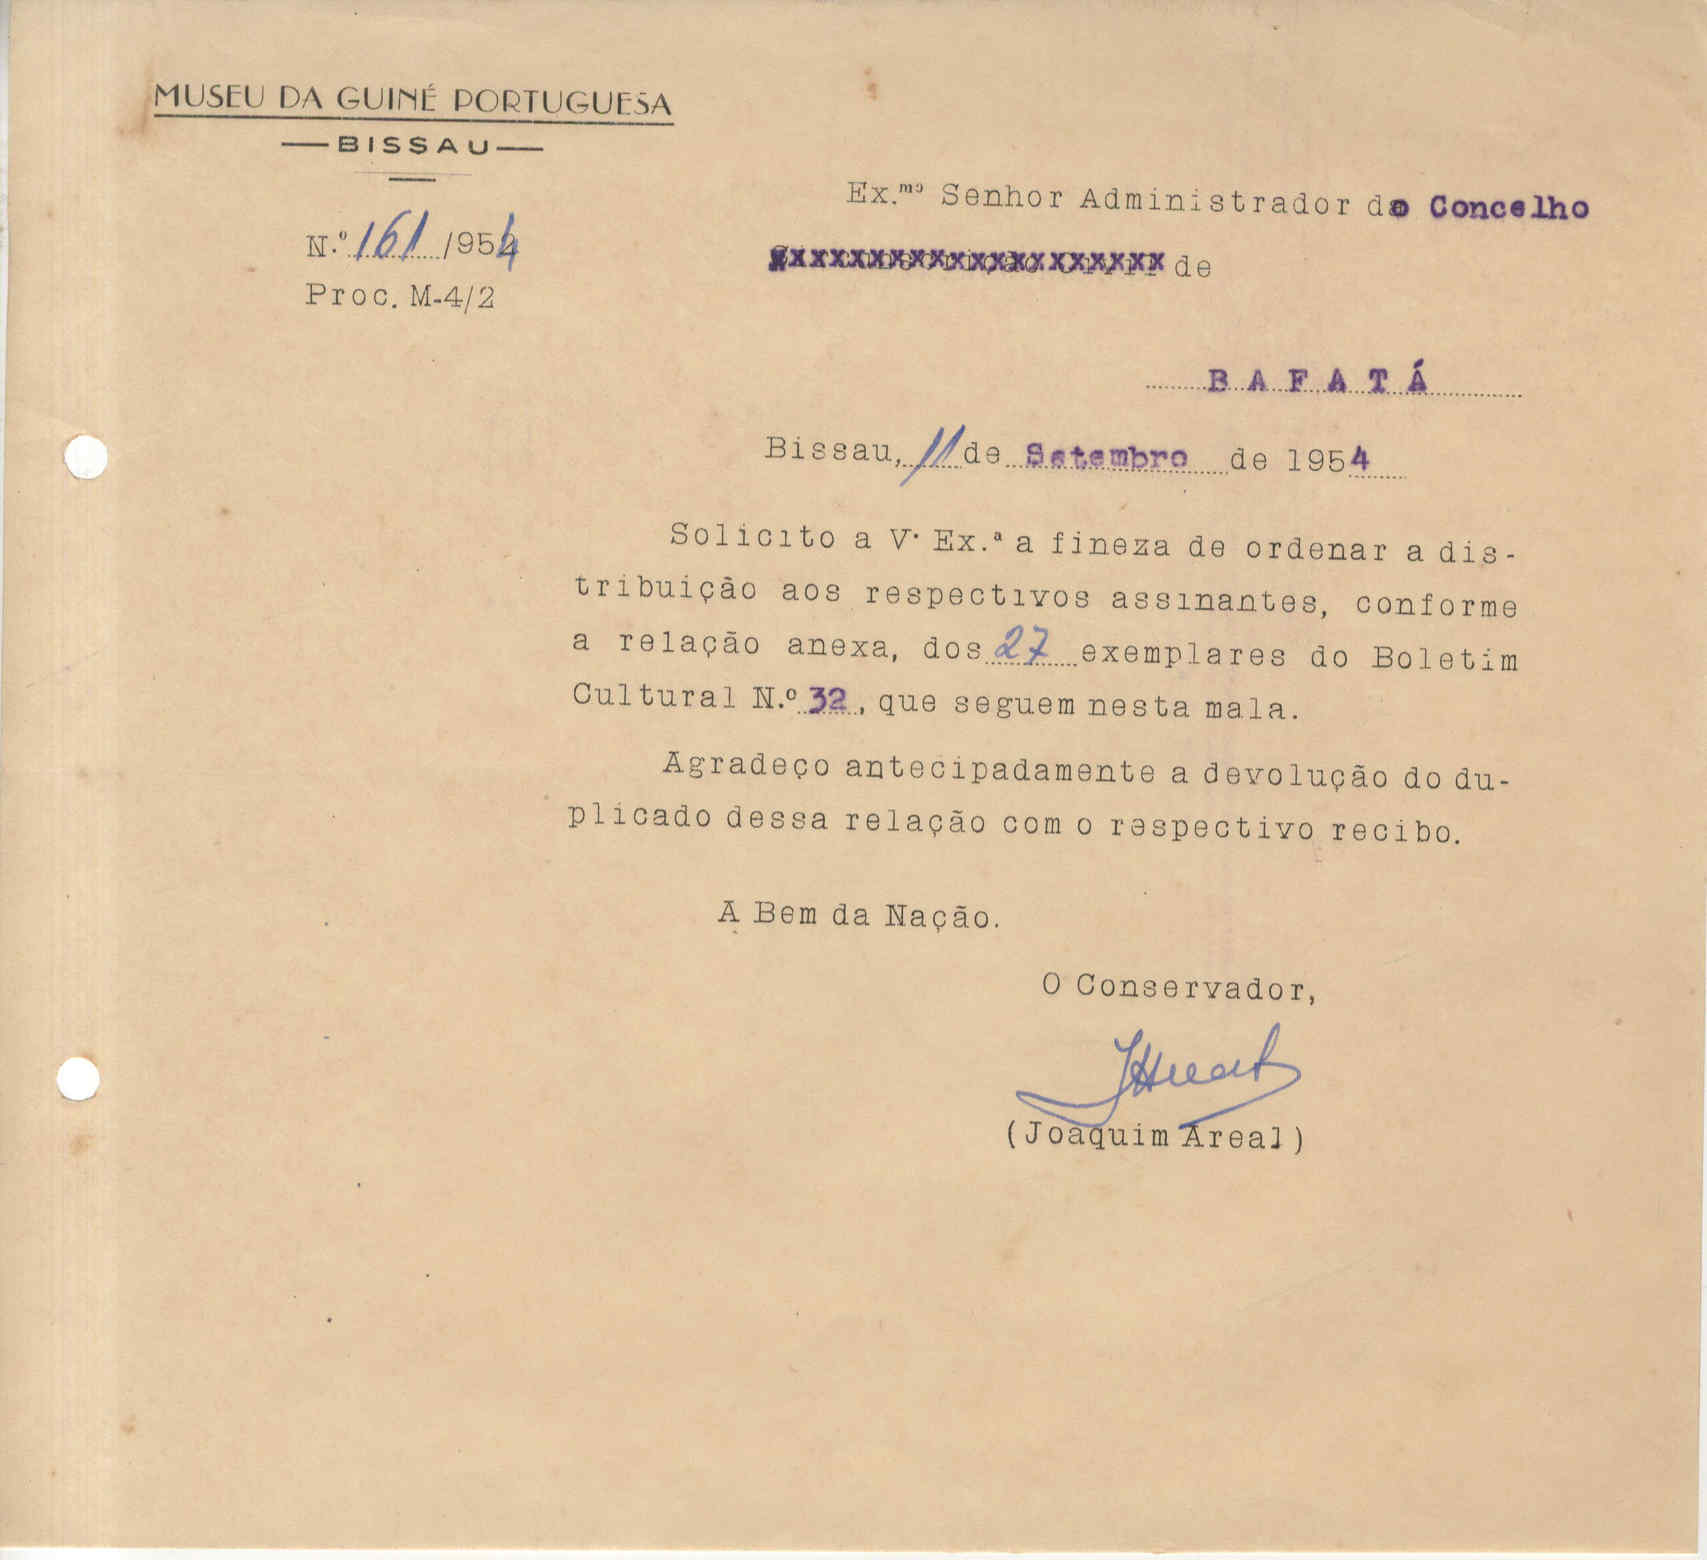 MUSEU DA GUINÉ PORTUGUESA
BISSAU
N.º 161 /954
Proc. M-4/2
Ex.mo Senhor Administrador do Concelho
xxxxxxxxxxxxxxxxxxxx de
BAFATÁ
Bissau, 11 de Setembro de 1954
Solicito a V. Ex.ª a fineza de ordenar a dis-
tribuição aos respectivos assinantes, conforme
a relação anexa, dos 27 exemplares do Boletim
Cultural N.º 32, que seguem nesta mala.
Agradeço antecipadamente a devolução do du-
plicado dessa relação com o respectivo recibo.
A Bem da Nação.
O Conservador,
(Joaquim Areal)